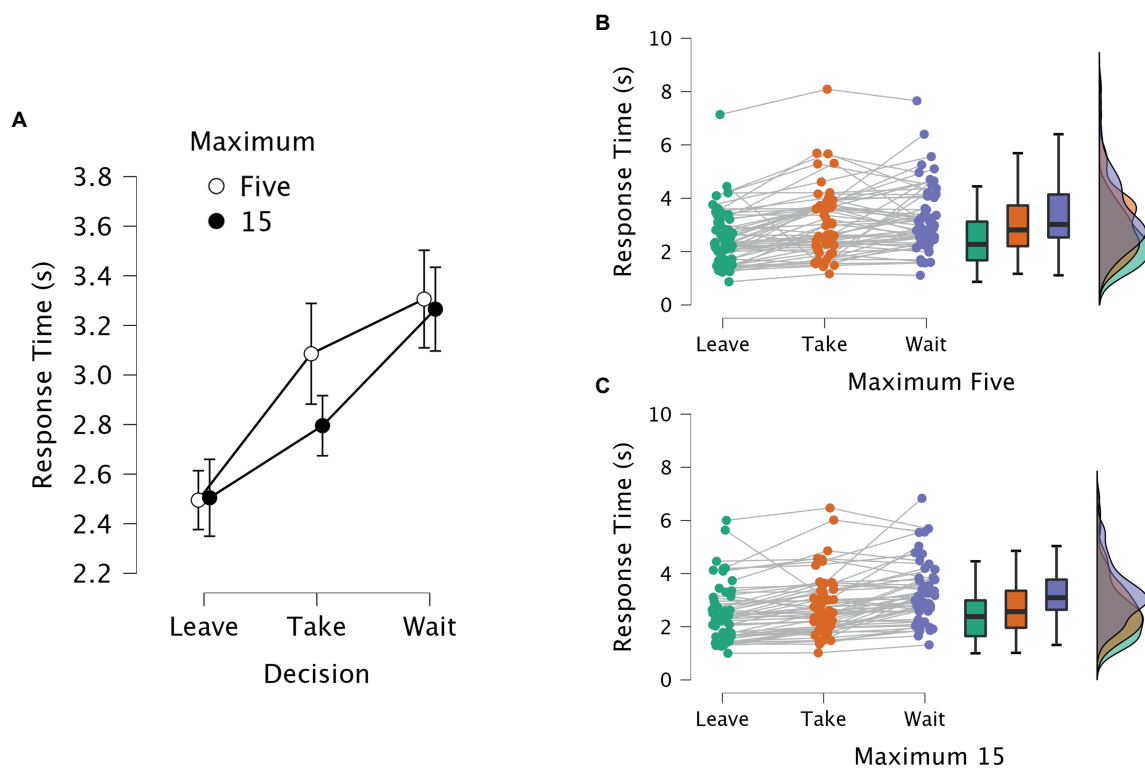 A
Maximum
Five
15
Response Time (s)
3.8
3.6
3.4
3.2
3.0
2.8
2.6
2.4
2.2
Leave Take Wait
Decision
B
Response Time (s)
10
8
6
4
2
0
Leave Take Wait
Maximum Five
C
Response Time (s)
10
8
6
4
2
0
Leave Take Wait
Maximum 15